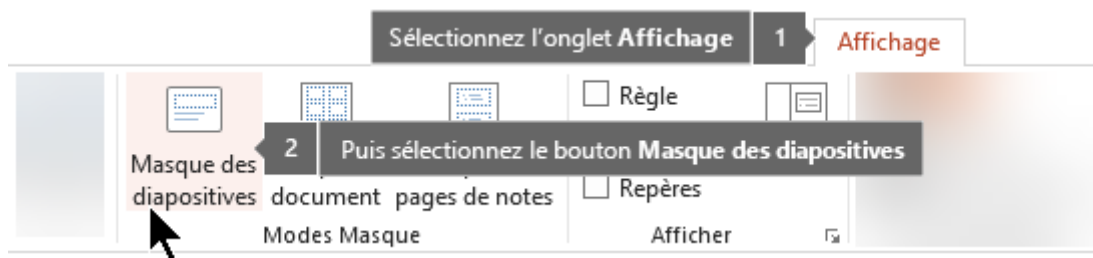 Sélectionnez l'onglet Affichage 1 Affichage
Règle
2 Puis sélectionnez le bouton Masque des diapositives
Masque des
diapositives
document
pages de notes
Repères
Modes Masque
Afficher